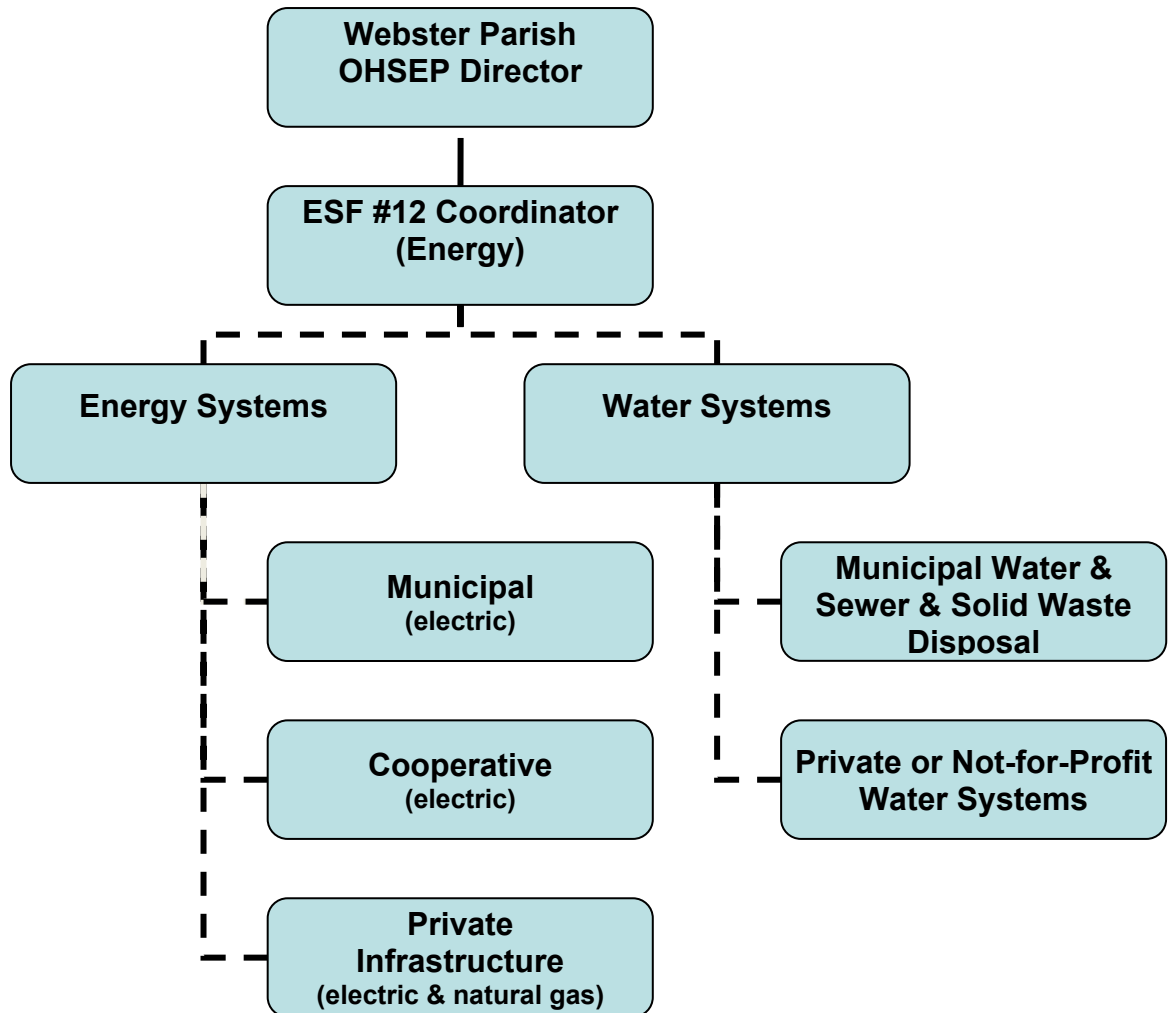 Webster Parish
OHSEP Director
ESF #12 Coordinator
(Energy)
Energy Systems
Water Systems
Municipal
(electric)
Municipal Water &
Sewer & Solid Waste
Disposal
Cooperative
(electric)
Private or Not-for-Profit
Water Systems
Private
Infrastructure
(electric & natural gas)